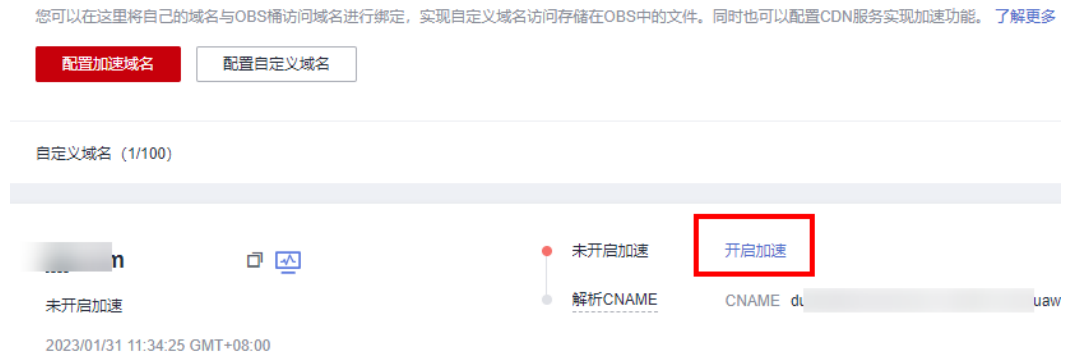 您可以在这里将自己的域名与OBS桶访问域名进行绑定，实现自定义域名访问存储在OBS中的文件。同时也可以配置CDN服务实现加速功能。 了解更多
配置加速域名 配置自定义域名
自定义域名（1/100）
未开启加速 开启加速
解析CNAME CNAME
未开启加速
2023/01/31 11:34:25 GMT+08:00